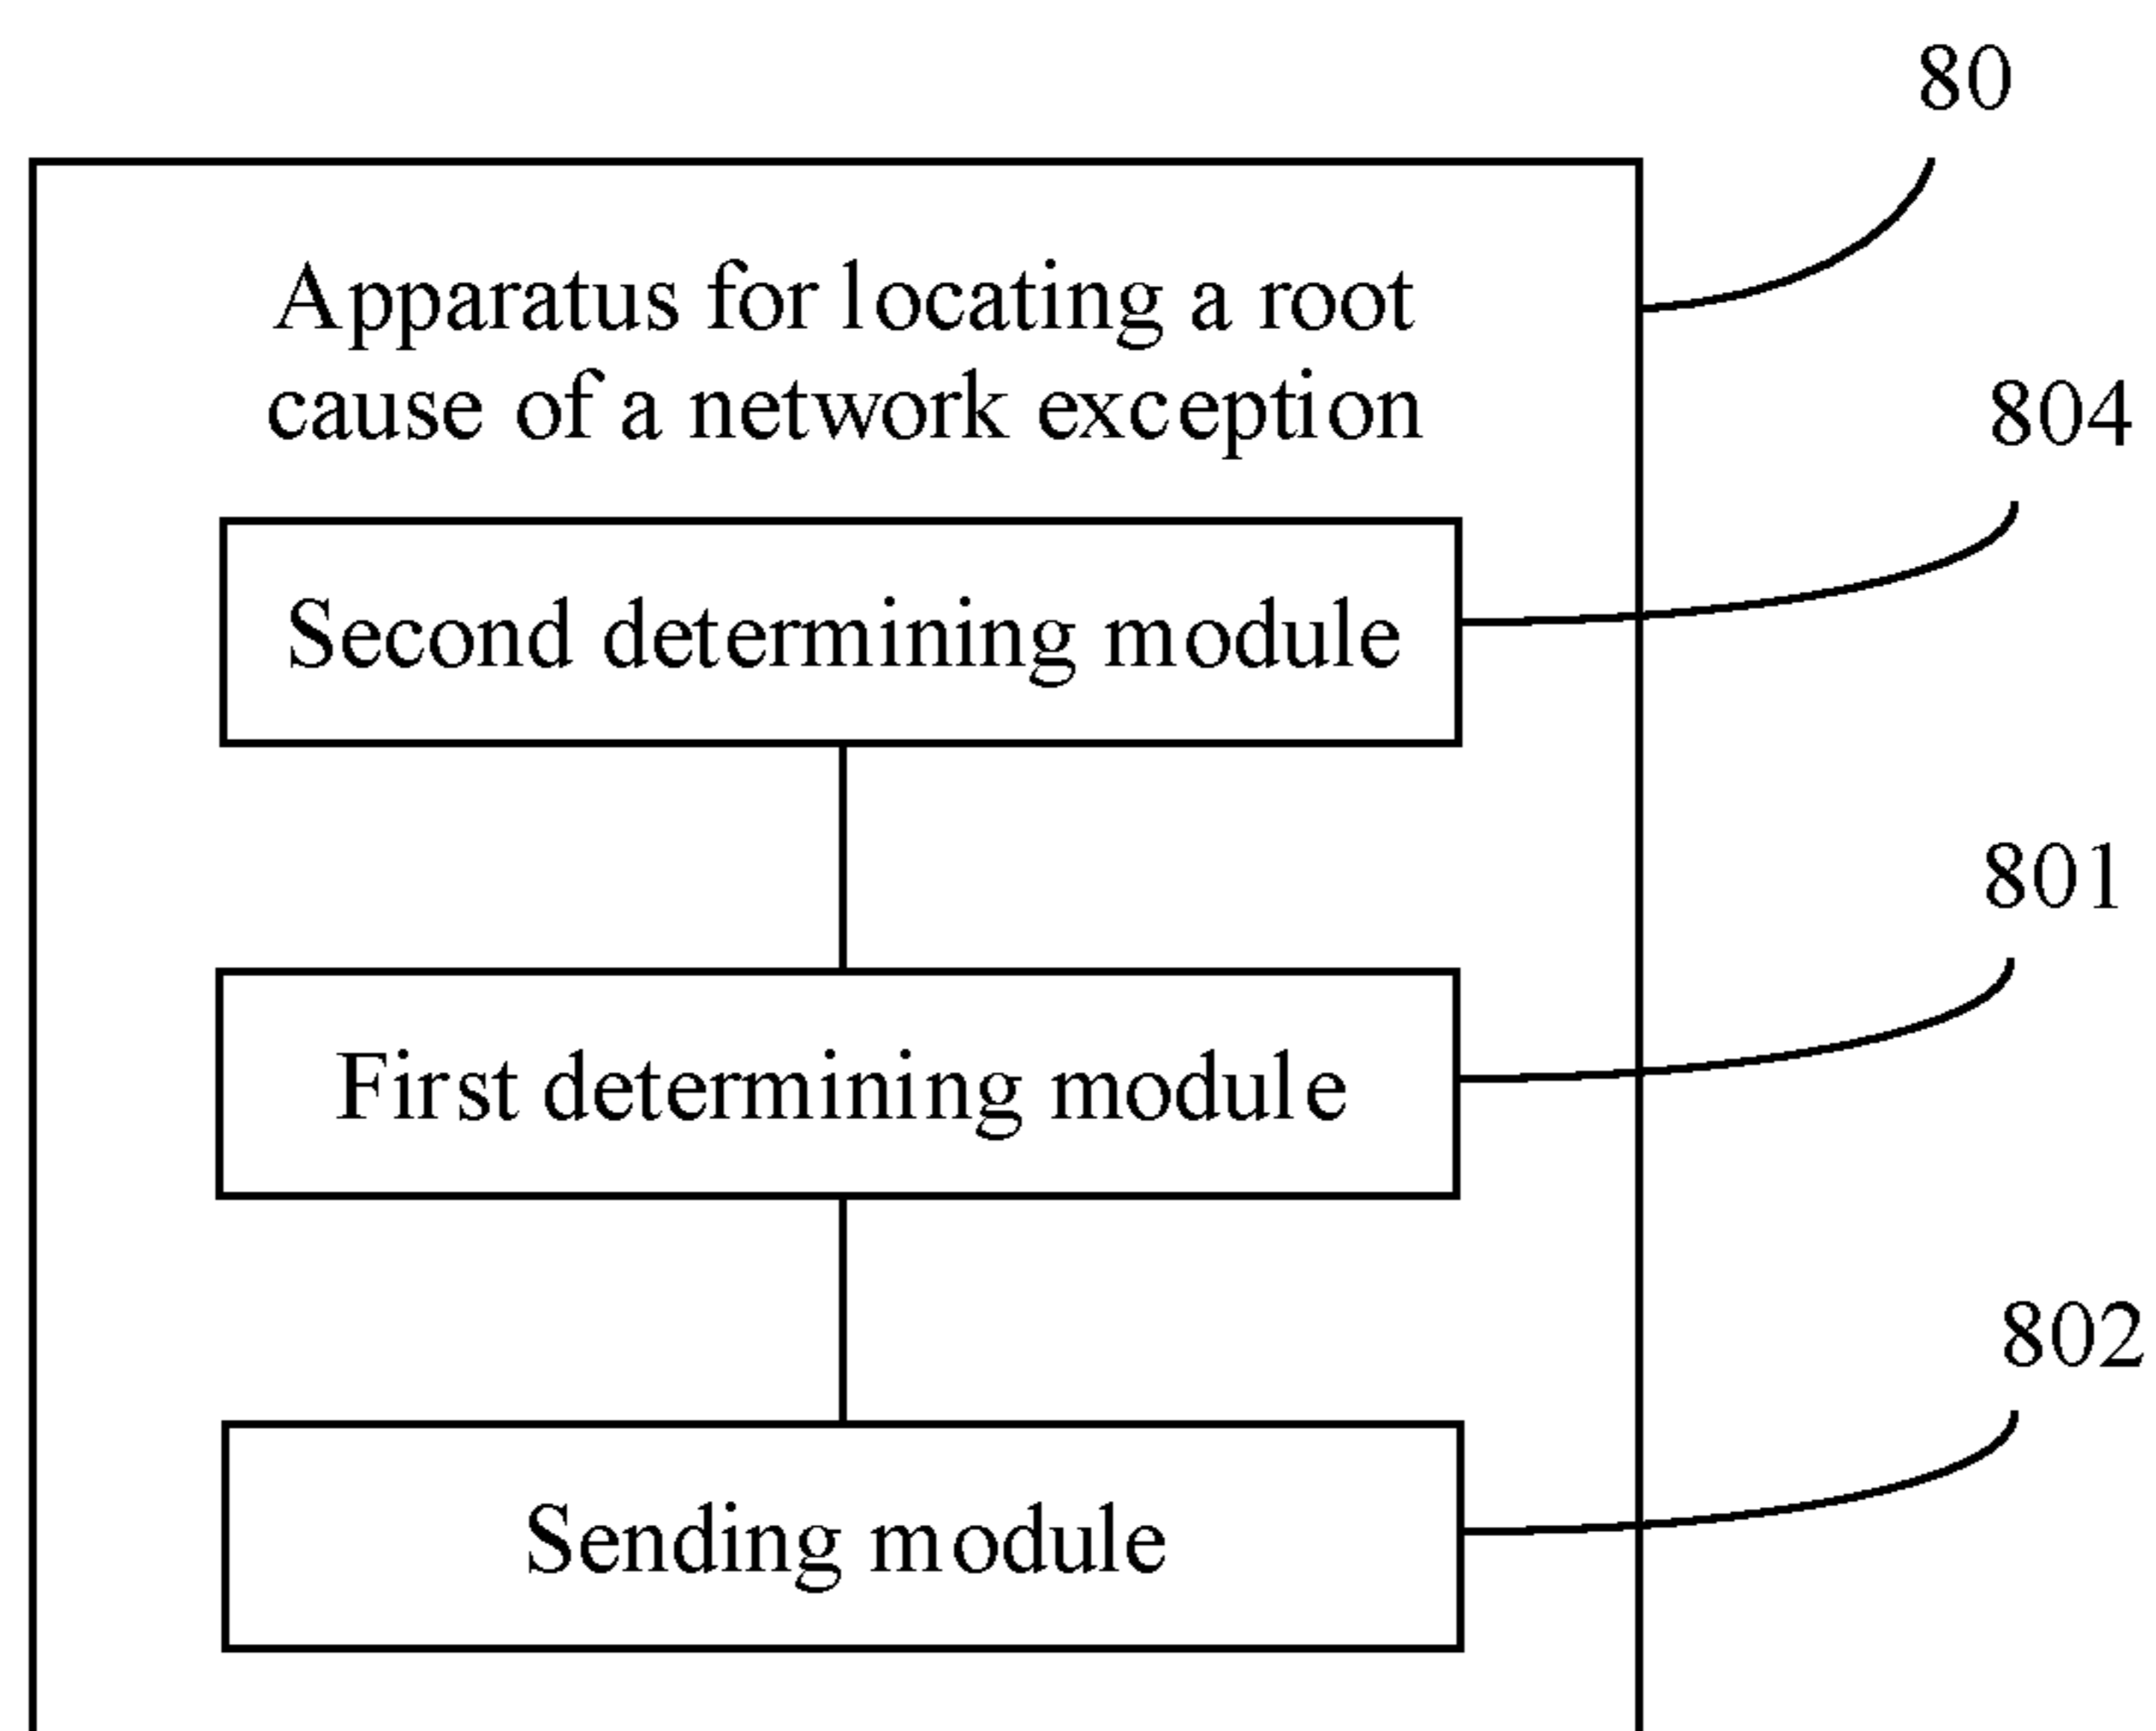 80
Apparatus for locating a root
cause of a network exception
804
Second determining module
801
First determining module
802
Sending module